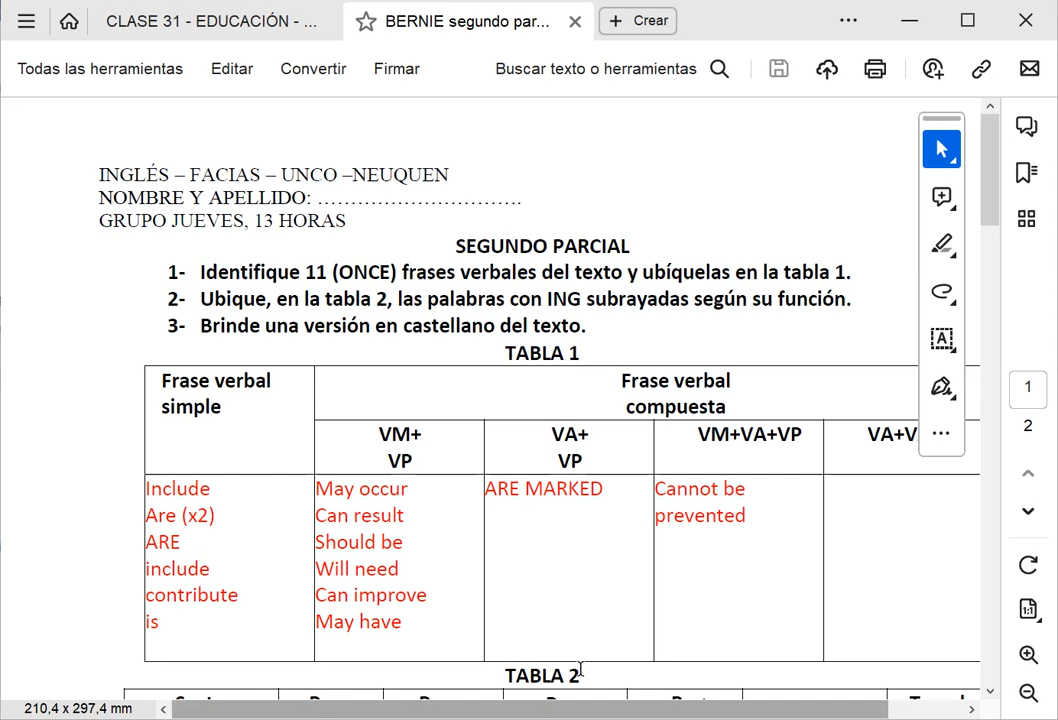 CLASE 31 - EDUCACIÓN - ...
BERNIE segundo par...
Crear
Todas las herramientas
Editar
Convertir
Firmar
Buscar texto o herramientas
INGLÉS – FACIAS – UNCO –NEUQUEN
NOMBRE Y APELLIDO: ................................
GRUPO JUEVES, 13 HORAS
SEGUNDO PARCIAL
1- Identifique 11 (ONCE) frases verbales del texto y ubíquelas en la tabla 1.
2- Ubique, en la tabla 2, las palabras con ING subrayadas según su función.
3- Brinde una versión en castellano del texto.
TABLA 1
Frase verbal simple
Frase verbal compuesta
VM+ VP
VA+ VP
VM+VA+VP
Include
Are (x2)
ARE
include
contribute
is
May occur
Can result
Should be
Will need
Can improve
May have
ARE MARKED
Cannot be
prevented
TABLA 2
1
2
210,4 x 297,4 mm